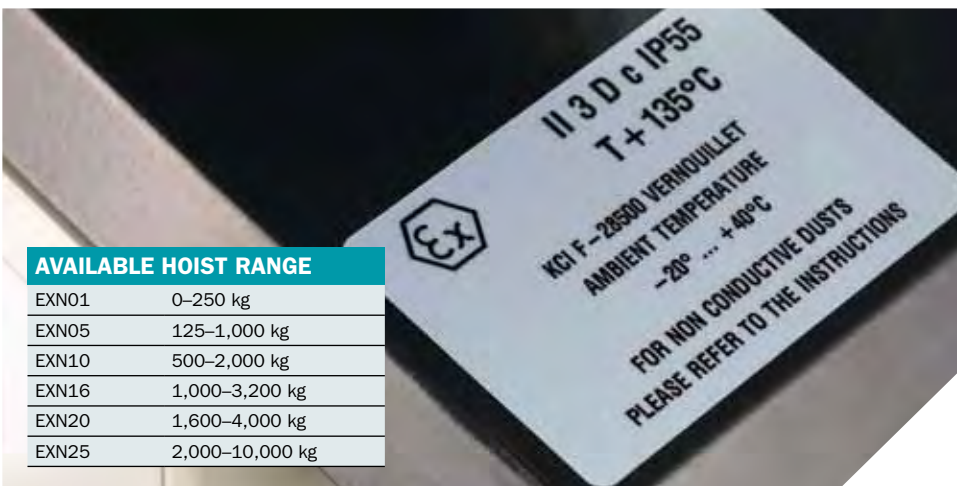 II 3 D c IP55
T + 135°C
Ex
KCI F – 28500 VERNOUILLET
AMBIENT TEMPERATURE
–20° ... +40°C
FOR NON CONDUCTIVE DUSTS
PLEASE REFER TO THE INSTRUCTIONS
AVAILABLE HOIST RANGE
EXN01 0–250 kg
EXN05 125–1,000 kg
EXN10 500–2,000 kg
EXN16 1,000–3,200 kg
EXN20 1,600–4,000 kg
EXN25 2,000–10,000 kg